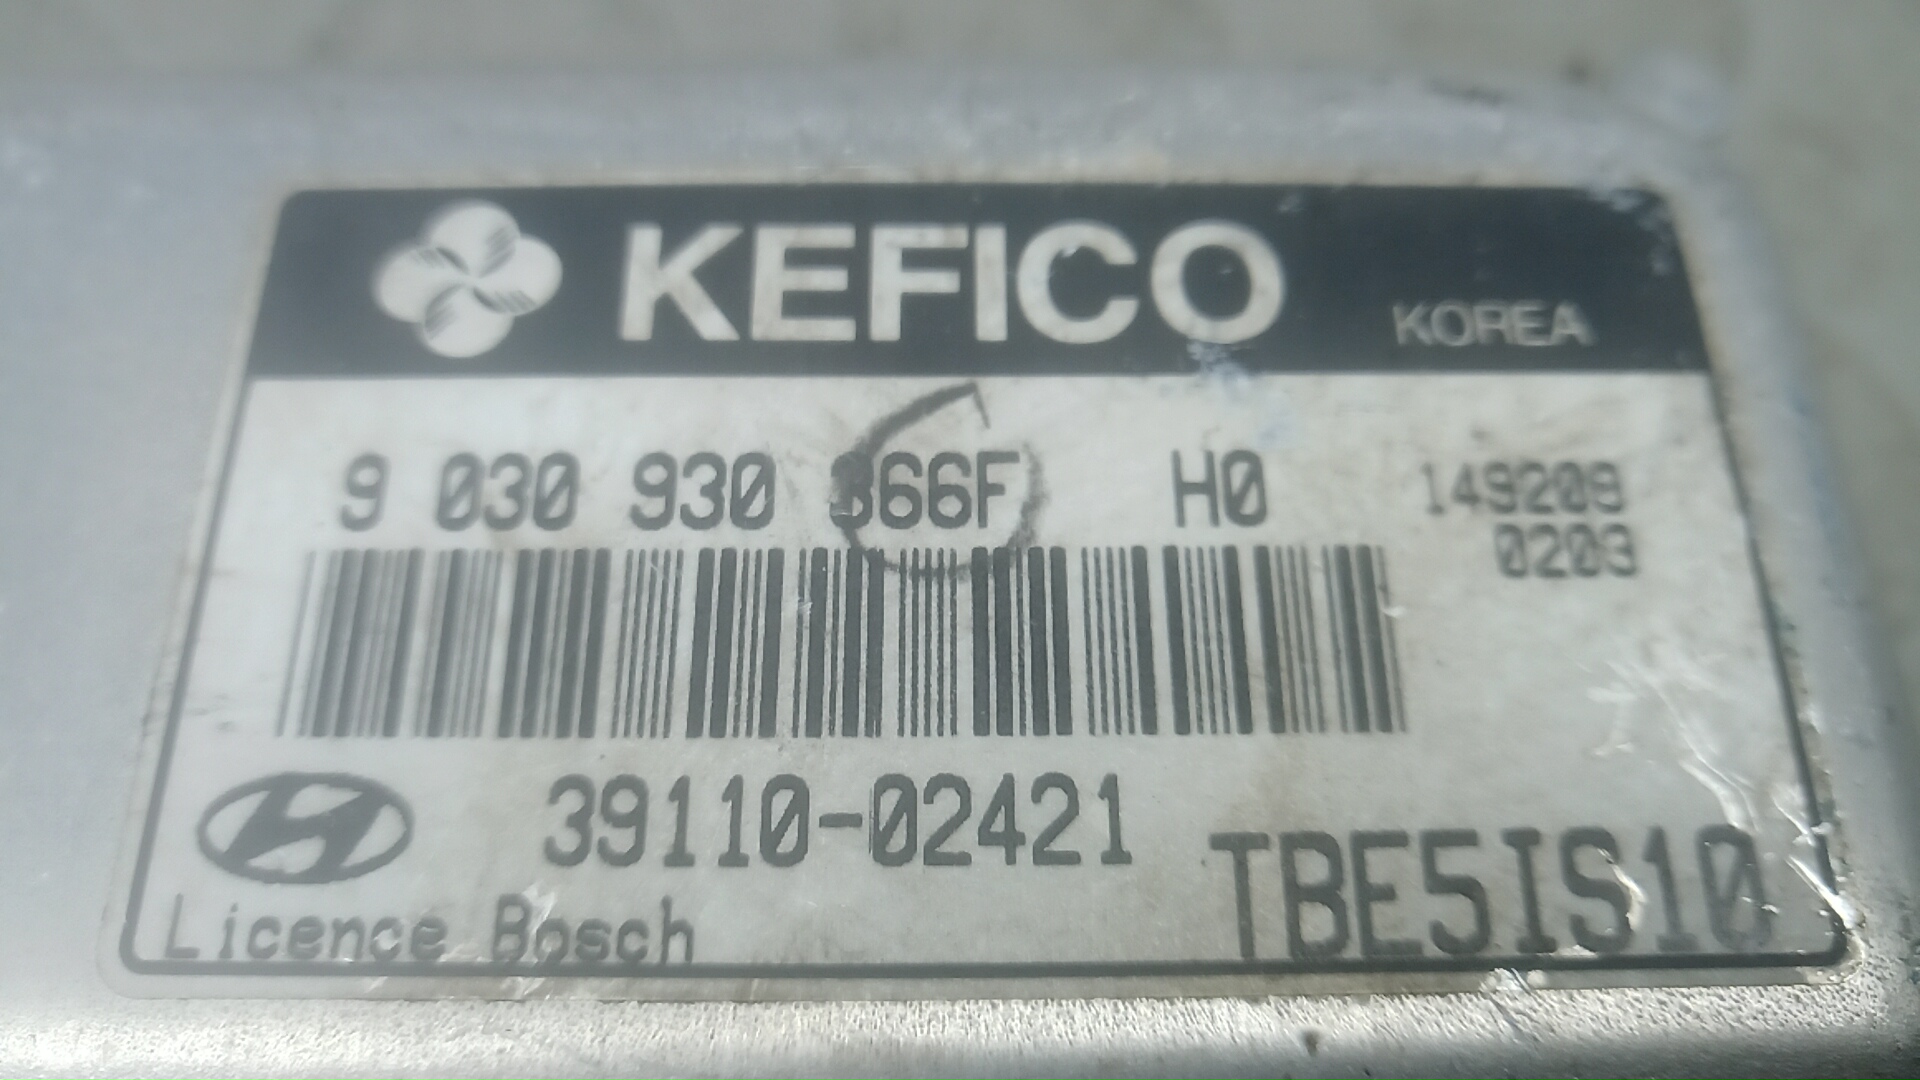 KEFICO KOREA
9 030 930 366F H0 149209
0203
39110-02421
TBE5IS10
Licence Bosch